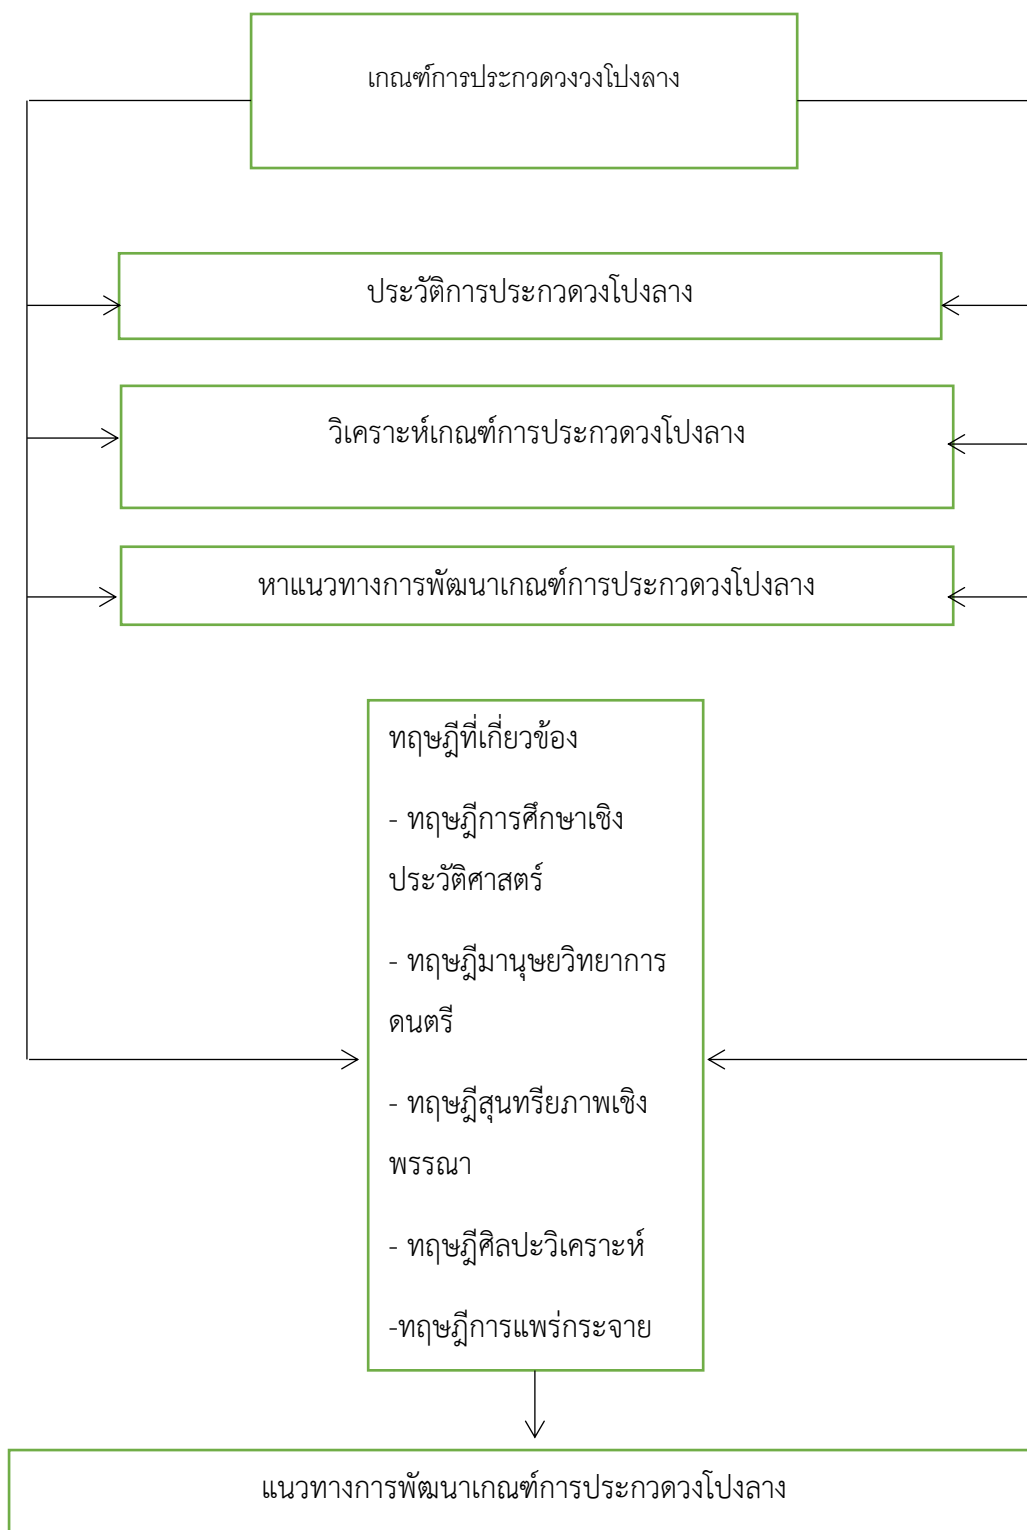 เกณฑ์การประกวดวงวงโปงลาง
ประวัติการประกวดวงโปงลาง
วิเคราะห์เกณฑ์การประกวดวงโปงลาง
หาแนวทางการพัฒนาเกณฑ์การประกวดวงโปงลาง
ทฤษฎีที่เกี่ยวข้อง
- ทฤษฎีการศึกษาเชิง
ประวัติศาสตร์
- ทฤษฎีมานุษยวิทยาการ
ดนตรี
- ทฤษฎีสุนทรียภาพเชิง
พรรณา
- ทฤษฎีศิลปะวิเคราะห์
-ทฤษฎีการแพร่กระจาย
แนวทางการพัฒนาเกณฑ์การประกวดวงโปงลาง